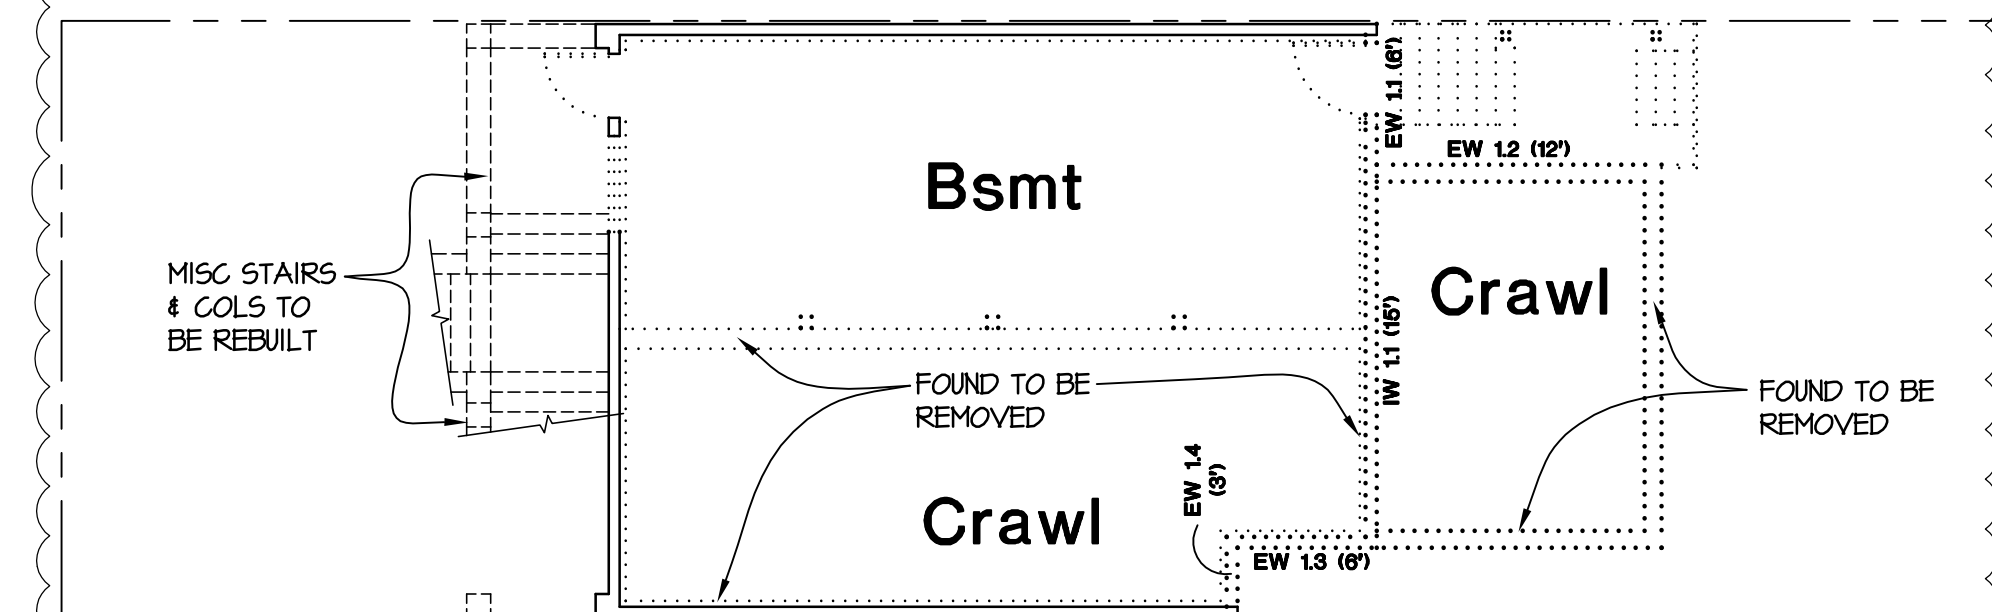 EW 1.1 (6')
EW 1.2 (12')
Bsmt
MISC STAIRS
& COLS TO
BE REBUILT
Crawl
IW 1.1 (15')
FOUND TO BE
REMOVED
FOUND TO BE
REMOVED
EW 1.4
(3')
Crawl
EW 1.3 (6')